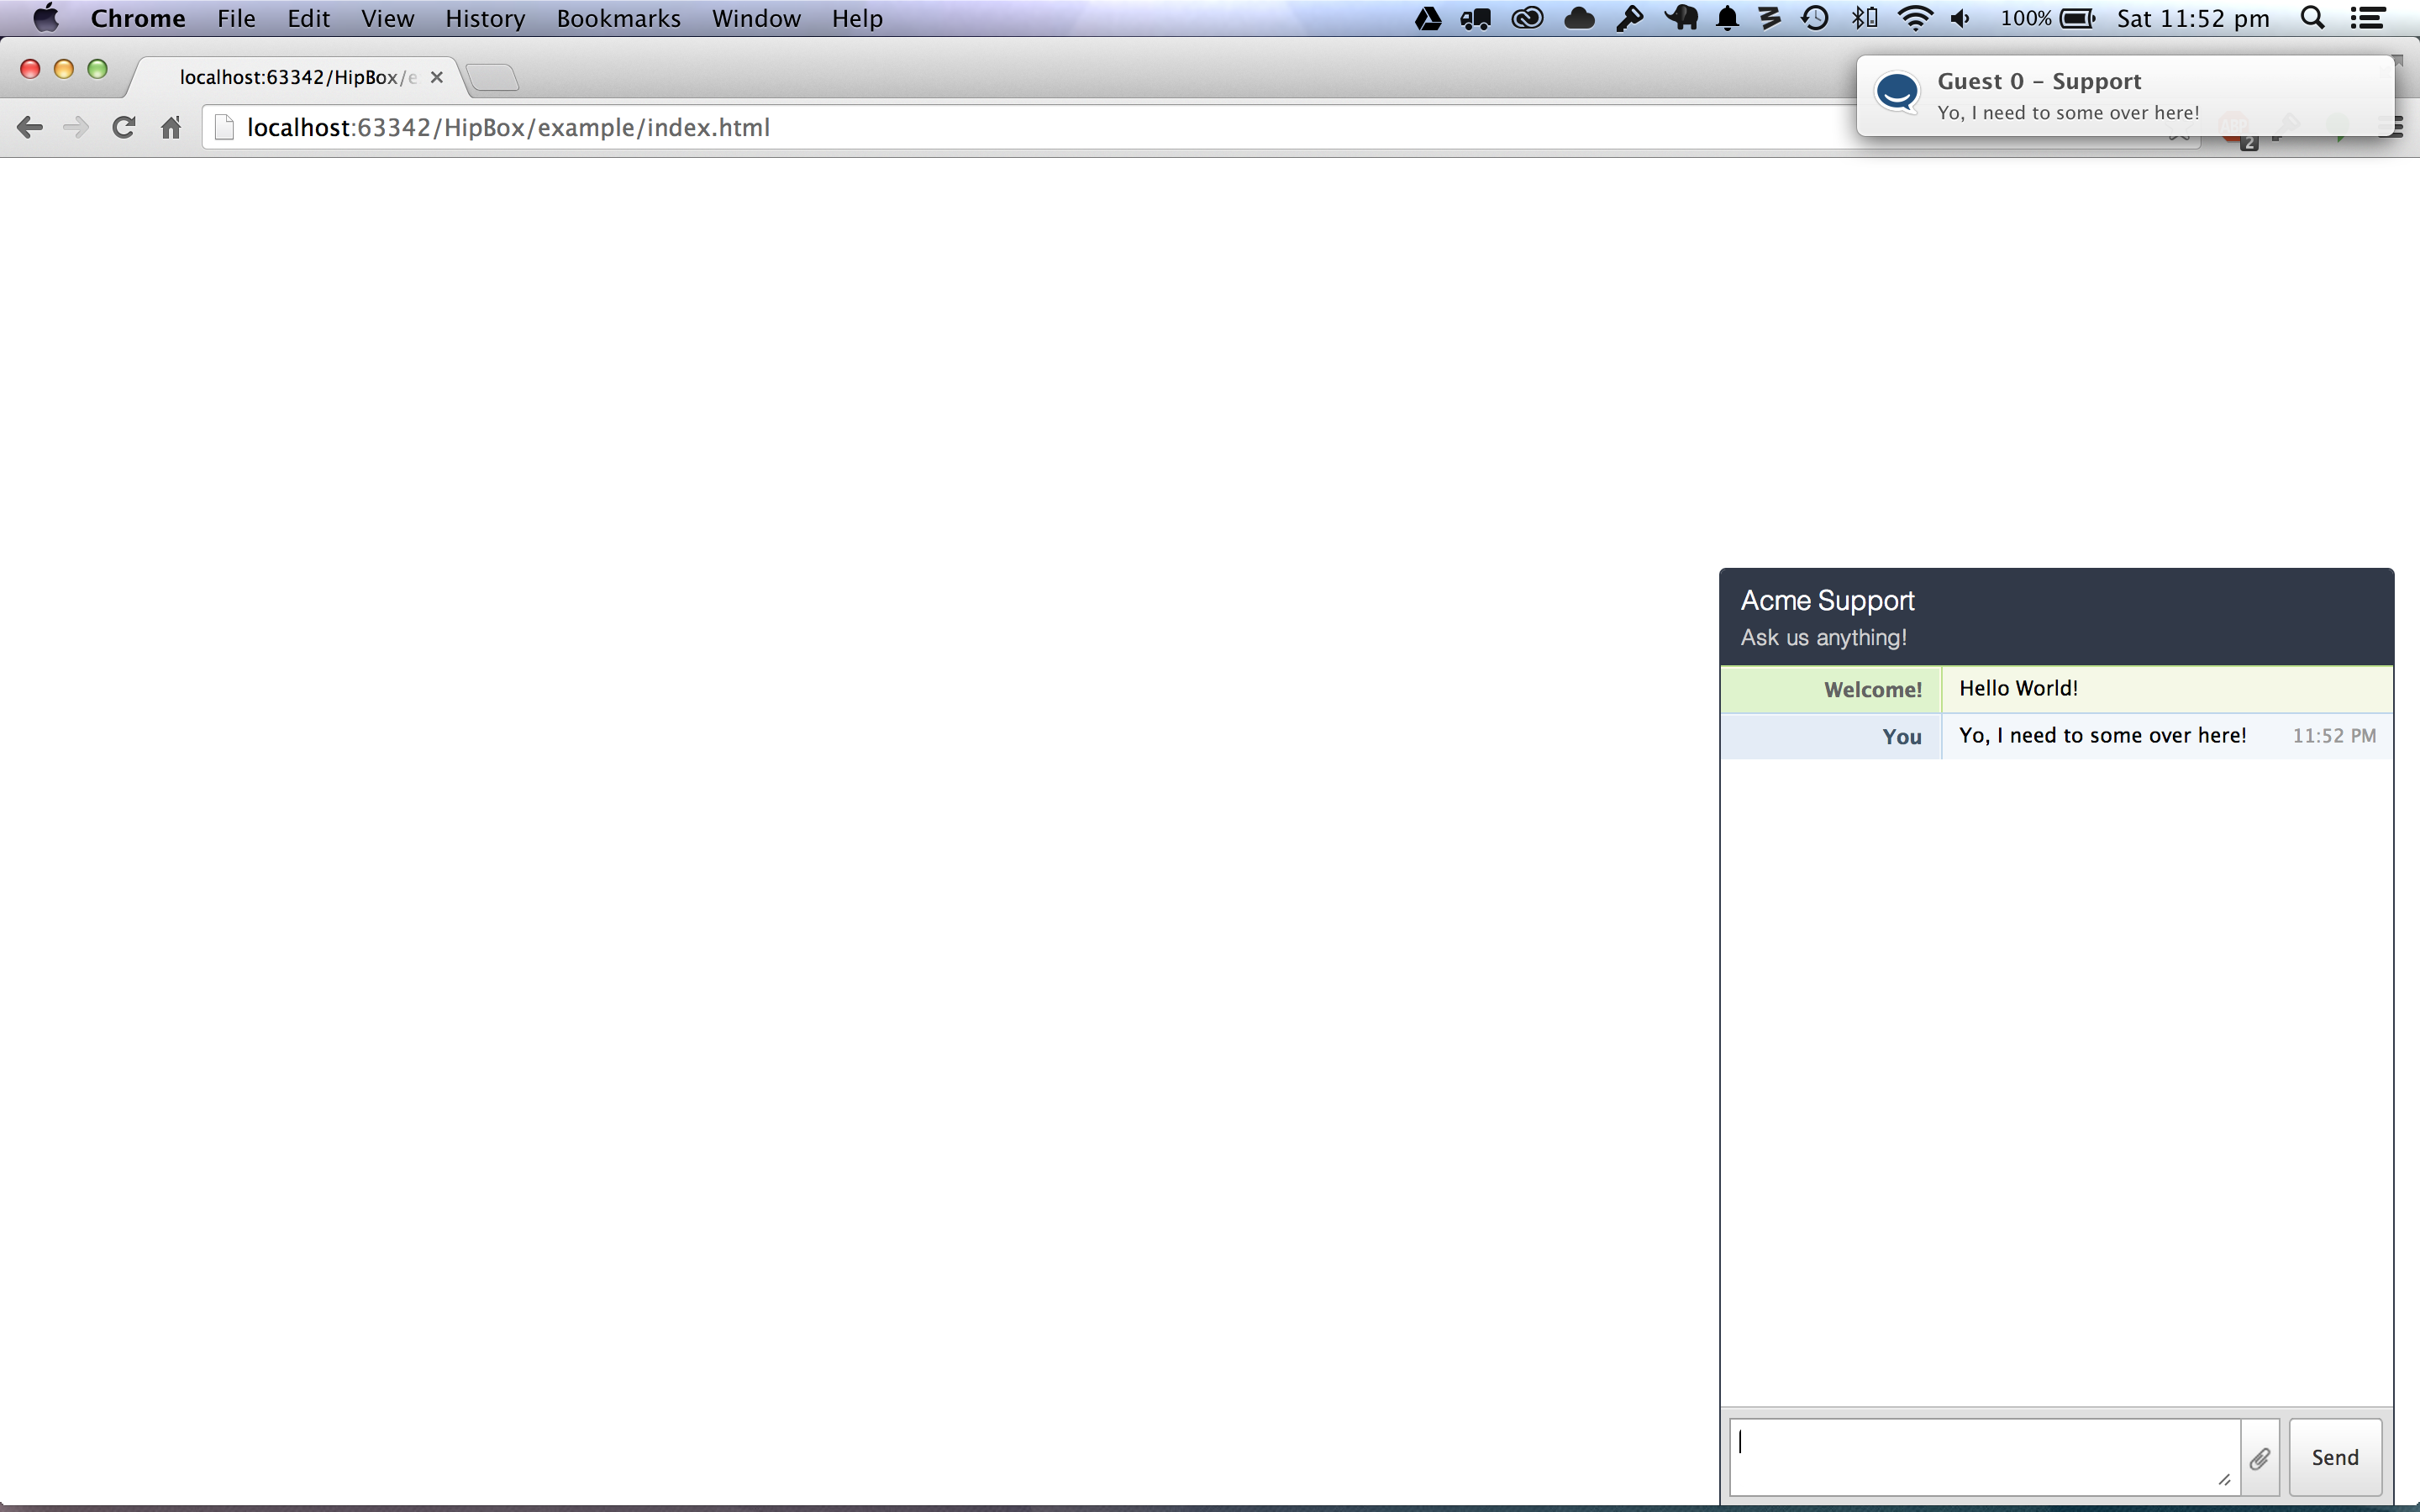 Chrome File Edit View History Bookmarks Window Help 100% Sat 11:52 pm
localhost:63342/HipBox/e
Guest 0 – Support
Yo, I need to some over here!
localhost:63342/HipBox/example/index.html
2
Acme Support
Ask us anything!
Welcome! Hello World!
You Yo, I need to some over here! 11:52 PM
Send